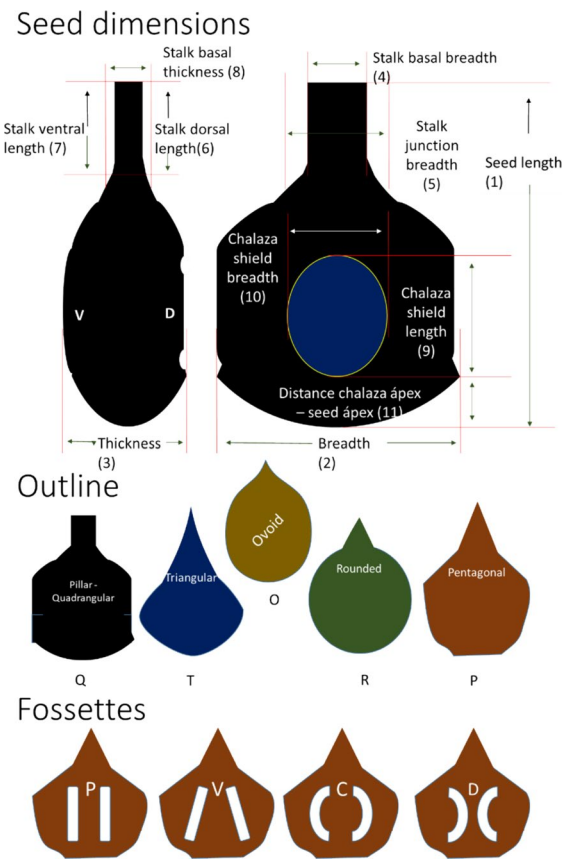 Seed dimensions
Stalk basal
thickness (8)
Stalk basal breadth
(4)
Stalk ventral
length (7)
Stalk dorsal
length(6)
Stalk
junction
breadth
(5)
Seed length
(1)
Chalaza
shield
breadth
(10)
Chalaza
shield
length
(9)
V
D
Distance chalaza ápex
– seed ápex (11)
Thickness
(3)
Breadth
(2)
Outline
Pillar-
Quadrangular
Triangular
Ovoid
Rounded
Pentagonal
Q
T
O
R
P
Fossettes
P
V
C
D